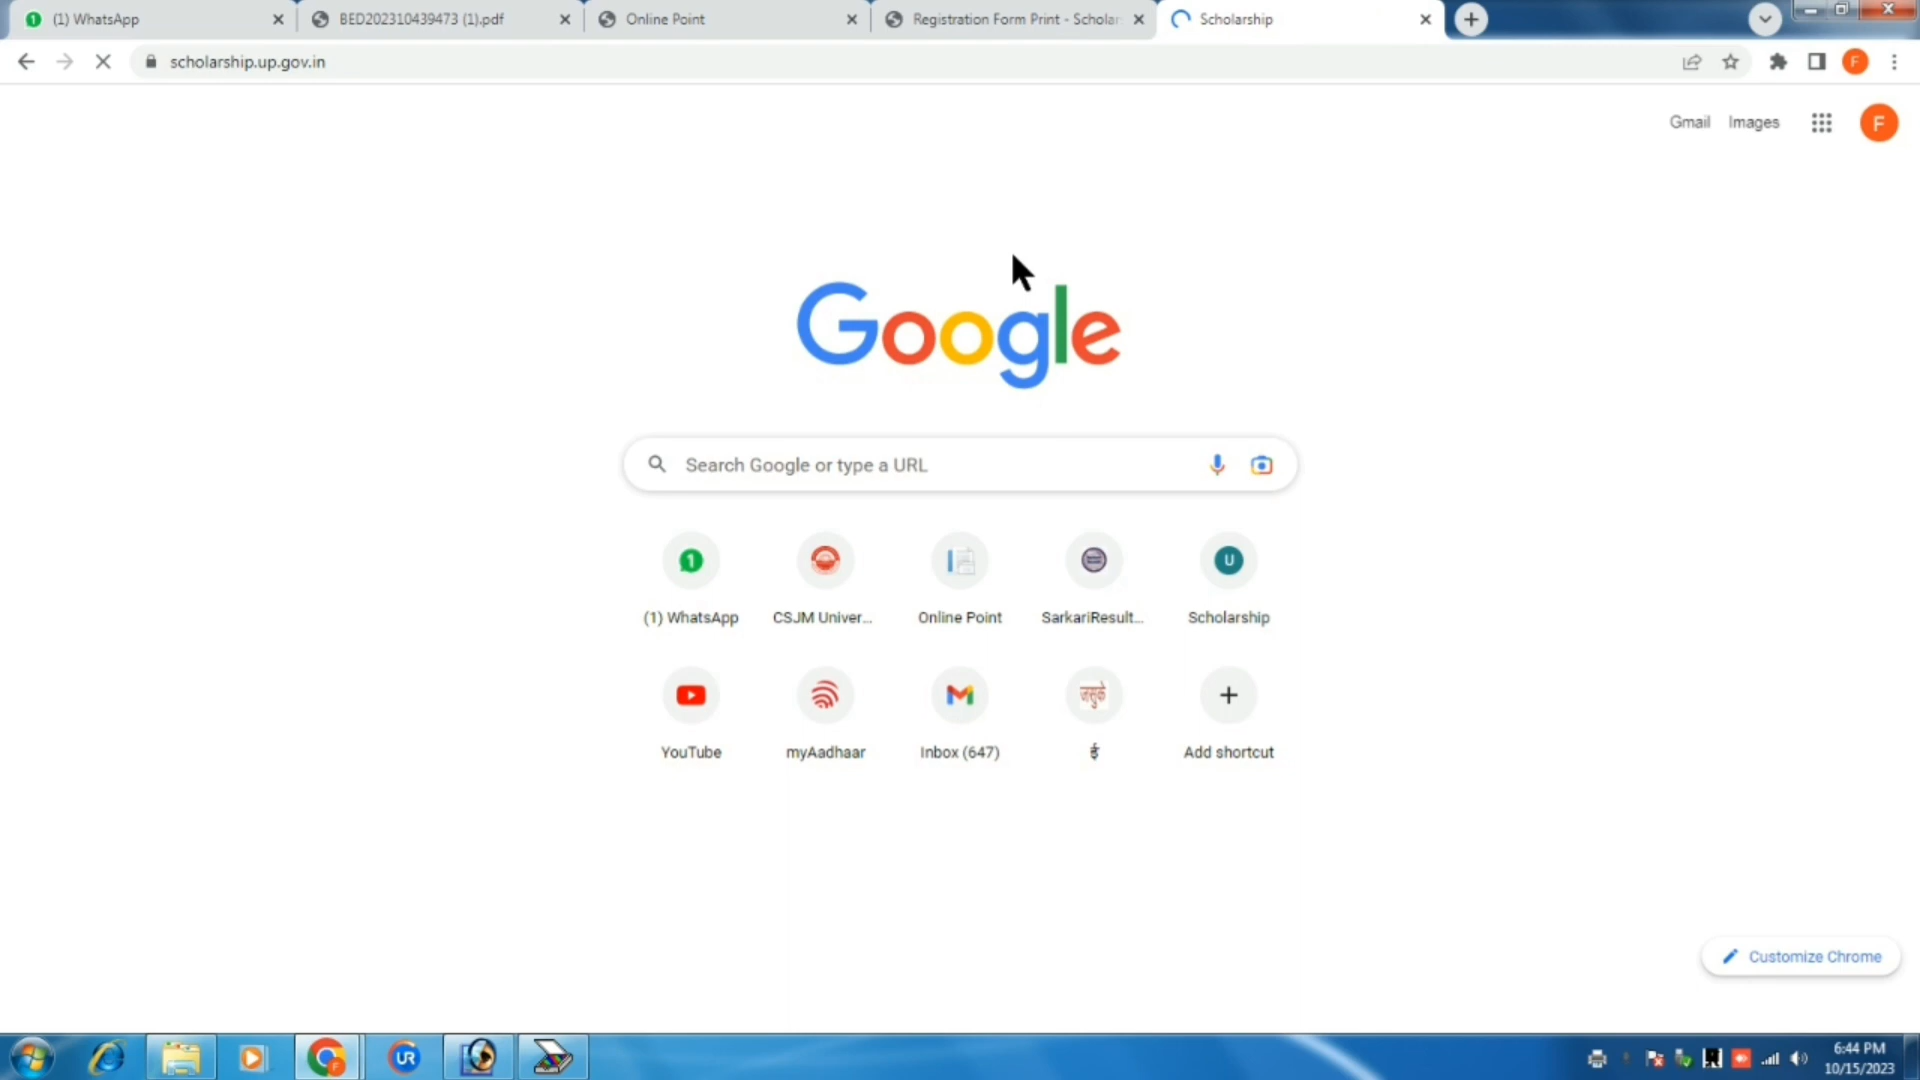 (1) WhatsApp
BED202310439473 (1).pdf
Online Point
Registration Form Print - Scholar
Scholarship
scholarship.up.gov.in
F
Gmail
Images
F
Google
Search Google or type a URL
1
U
(1) WhatsApp
CSJM Univer...
Online Point
SarkariResult...
Scholarship
YouTube
myAadhaar
Inbox (647)
ई
Add shortcut
Customize Chrome
UR
6:44 PM
10/15/2023